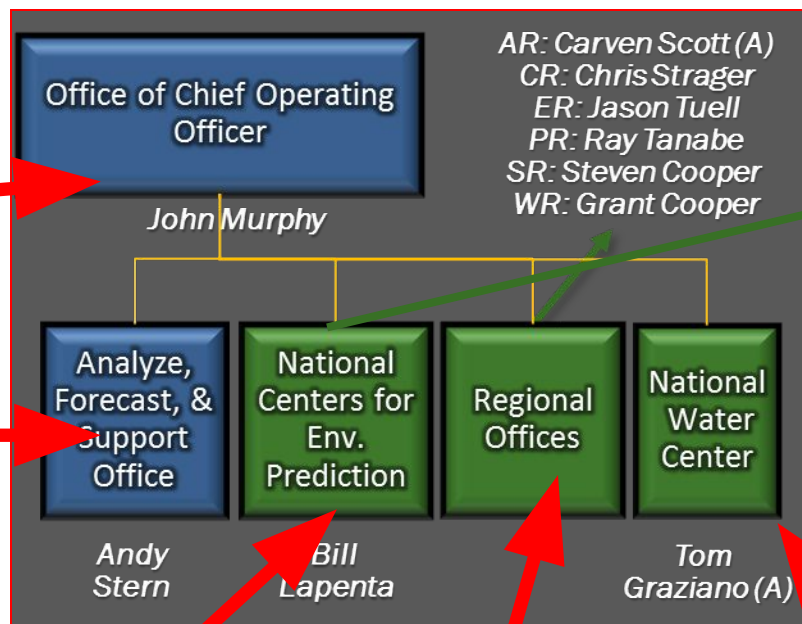 Office of Chief Operating
Officer
John Murphy
AR: Carven Scott (A)
CR: Chris Strager
ER: Jason Tuell
PR: Ray Tanabe
SR: Steven Cooper
WR: Grant Cooper
Analyze,
Forecast, &
Support
Office
Andy
Stern
National
Centers for
Env.
Prediction
Bill
Lapenta
Regional
Offices
National
Water
Center
Tom
Graziano (A)